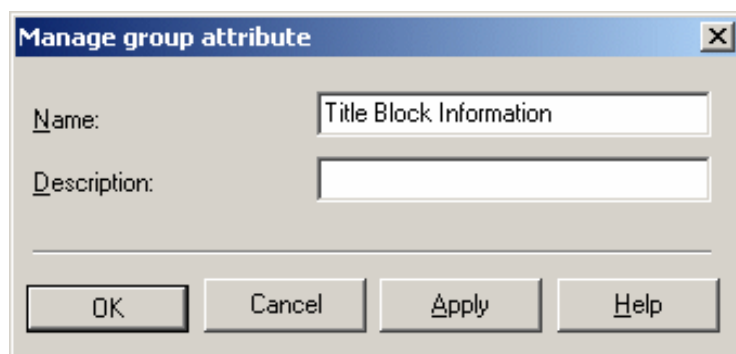 Manage group attribute
Name: Title Block Information
Description:
OK Cancel Apply Help